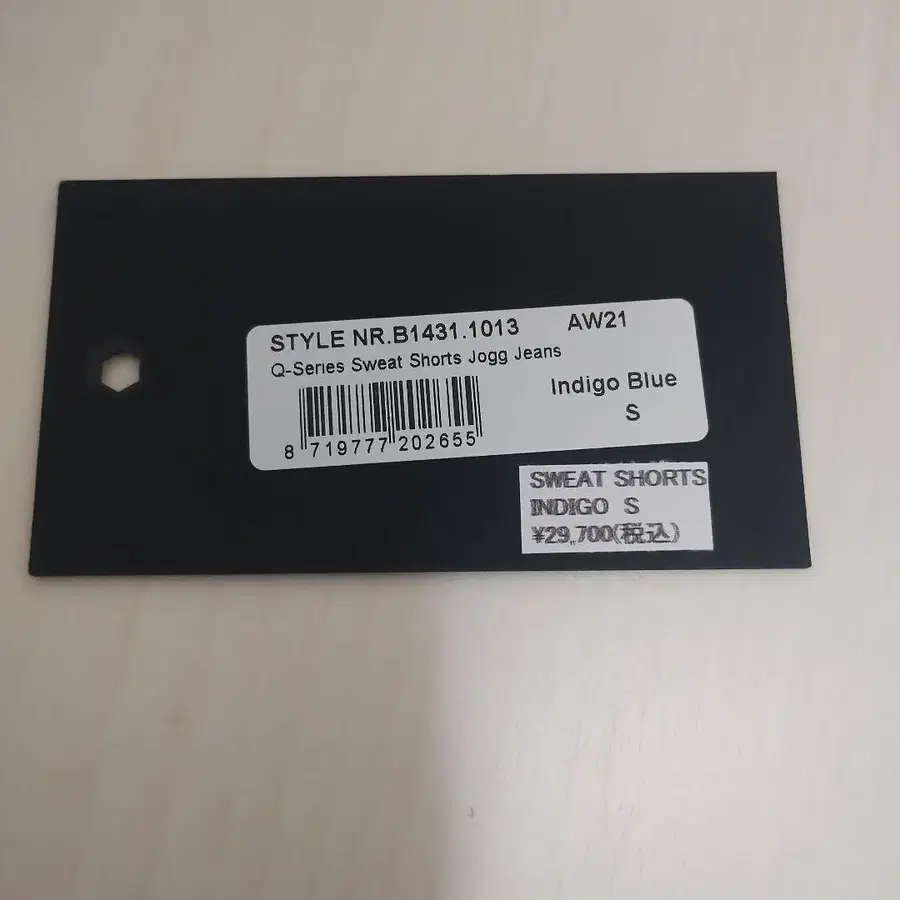 STYLE NR.B1431.1013 AW21
Q-Series Sweat Shorts Jogg Jeans
Indigo Blue
S
8 719777 202655
SWEAT SHORTS
INDIGO S
¥29,700(税込)